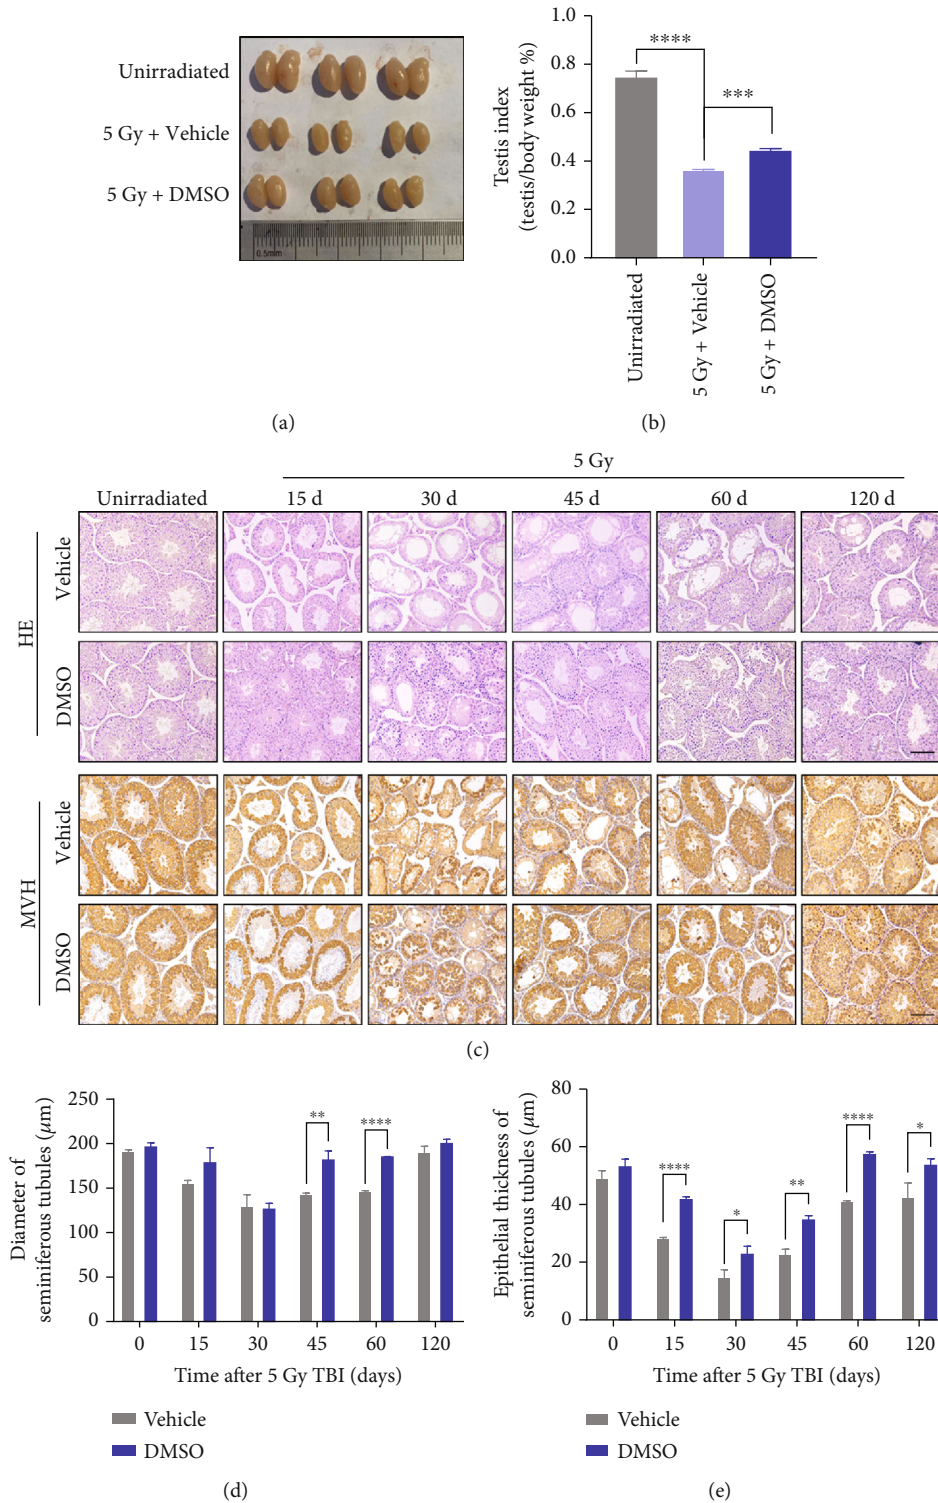 Unirradiated
5 Gy + Vehicle
5 Gy + DMSO
0.5mm
(a)
Testis index
(testis/body weight %)
1.0
0.8
0.6
0.4
0.2
0.0
****
***
Unirradiated
5 Gy + Vehicle
5 Gy + DMSO
(b)
5 Gy
Unirradiated 15 d 30 d 45 d 60 d 120 d
HE
Vehicle
DMSO
MVH
Vehicle
DMSO
(c)
Diameter of
seminiferous tubules (μm)
250
200
150
100
50
0
** ****
0 15 30 45 60 120
Time after 5 Gy TBI (days)
Vehicle
DMSO
(d)
Epithelial thickness of
seminiferous tubules (μm)
80
60
40
20
0
**** * ** **** *
0 15 30 45 60 120
Time after 5 Gy TBI (days)
Vehicle
DMSO
(e)